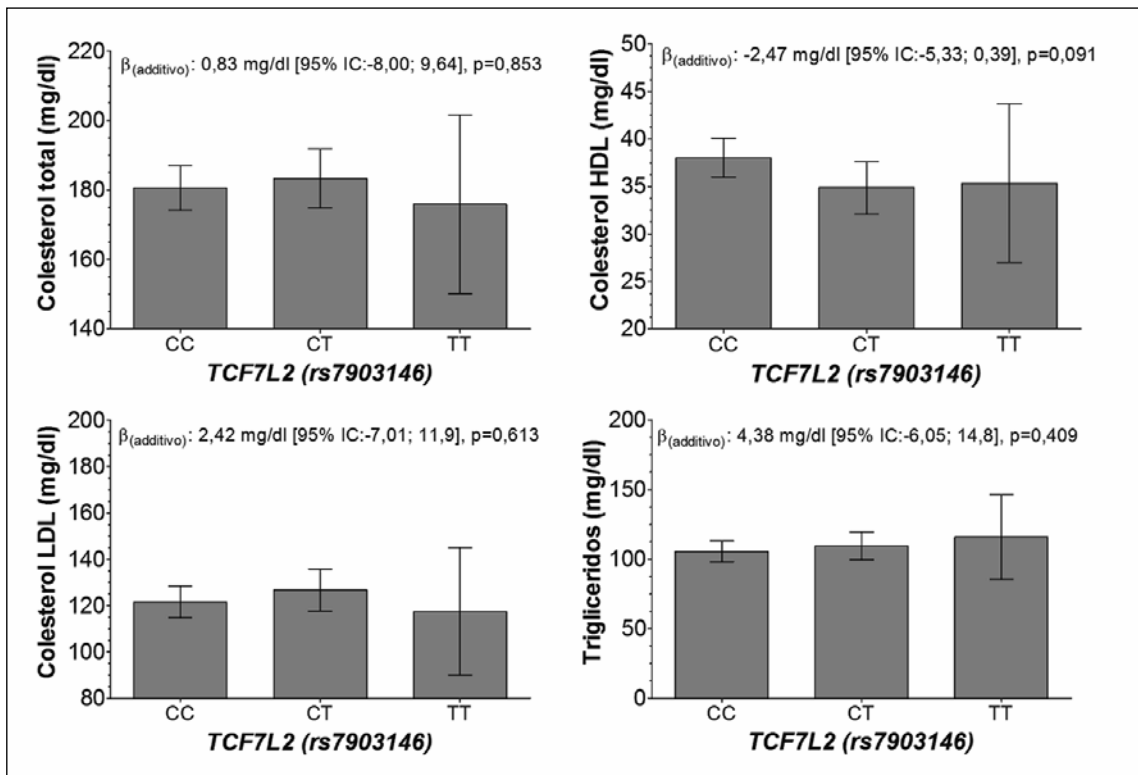 β(additivo): 0,83 mg/dl [95% IC:-8,00; 9,64], p=0,853
Colesterol total (mg/dl)
220
200
180
160
140
CC CT TT
TCF7L2 (rs7903146)
β(additivo): -2,47 mg/dl [95% IC:-5,33; 0,39], p=0,091
Colesterol HDL (mg/dl)
50
45
40
35
30
25
20
CC CT TT
TCF7L2 (rs7903146)
β(additivo): 2,42 mg/dl [95% IC:-7,01; 11,9], p=0,613
Colesterol LDL (mg/dl)
200
180
160
140
120
100
80
CC CT TT
TCF7L2 (rs7903146)
β(additivo): 4,38 mg/dl [95% IC:-6,05; 14,8], p=0,409
Trigliceridos (mg/dl)
200
150
100
50
0
CC CT TT
TCF7L2 (rs7903146)